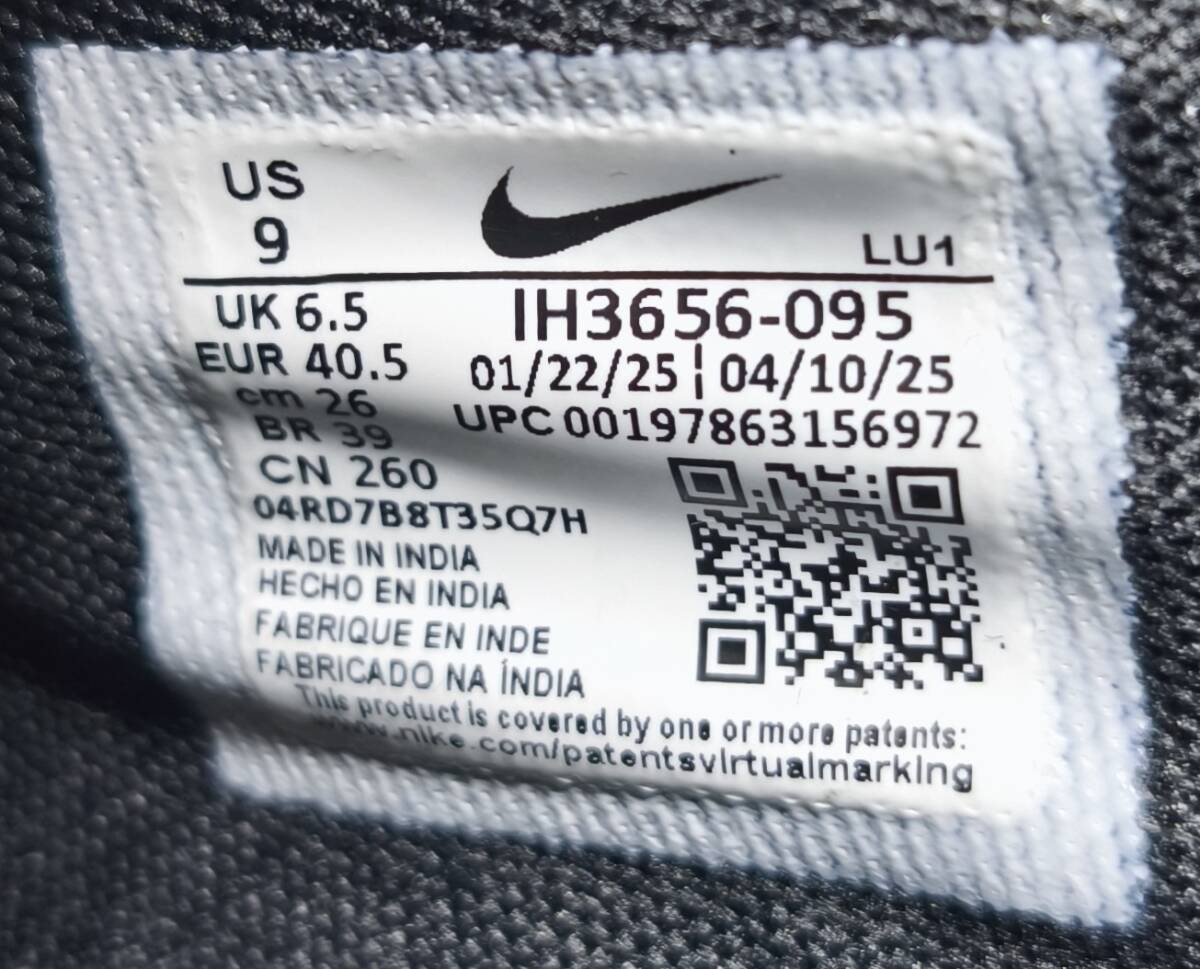 US
9
LU1
UK 6.5
EUR 40.5
cm 26
BR 39
CN 260
IH3656-095
01/22/25 | 04/10/25
UPC 001978631​56972
04RD7B8T35Q7H
MADE IN INDIA
HECHO EN INDIA
FABRIQUE EN INDE
FABRICADO NA ÍNDIA
This product is covered by one or more patents:
www.nike.com/patentsvirtualmarking